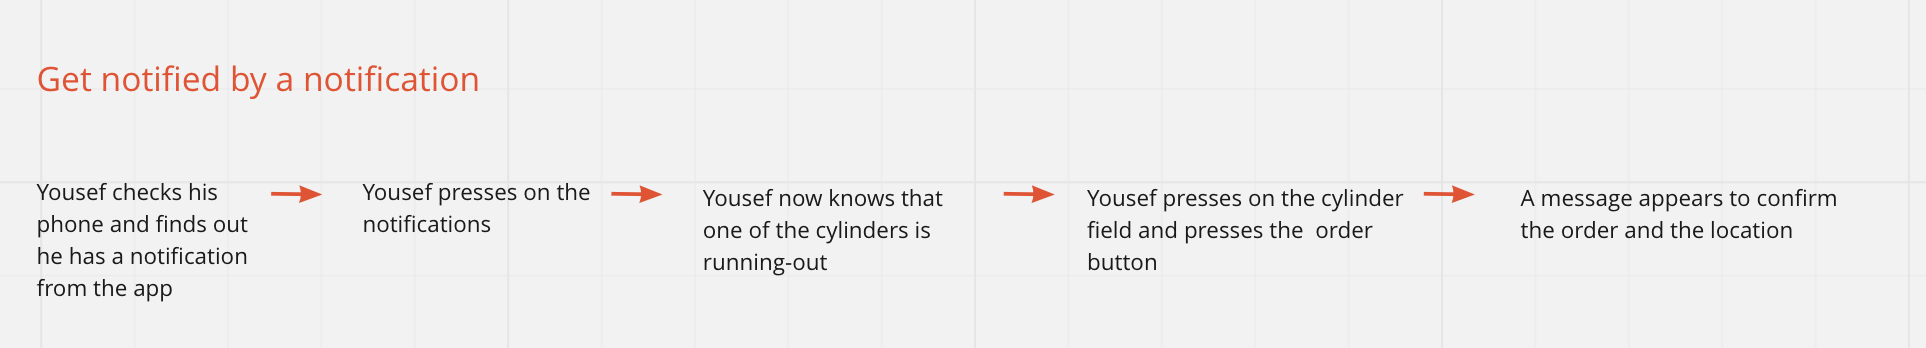 Get notified by a notification
Yousef checks his
phone and finds out
he has a notification
from the app
Yousef presses on the
notifications
Yousef now knows that
one of the cylinders is
running-out
Yousef presses on the cylinder
field and presses the  order
button
A message appears to confirm
the order and the location